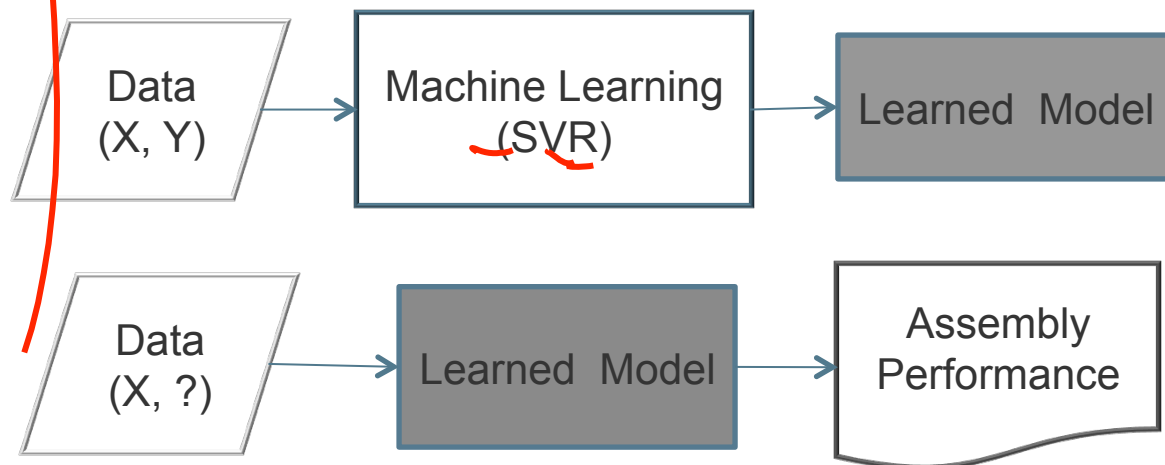 Data
(X, Y)
Machine Learning
(SVR)
Learned Model
Data
(X, ?)
Learned Model
Assembly
Performance